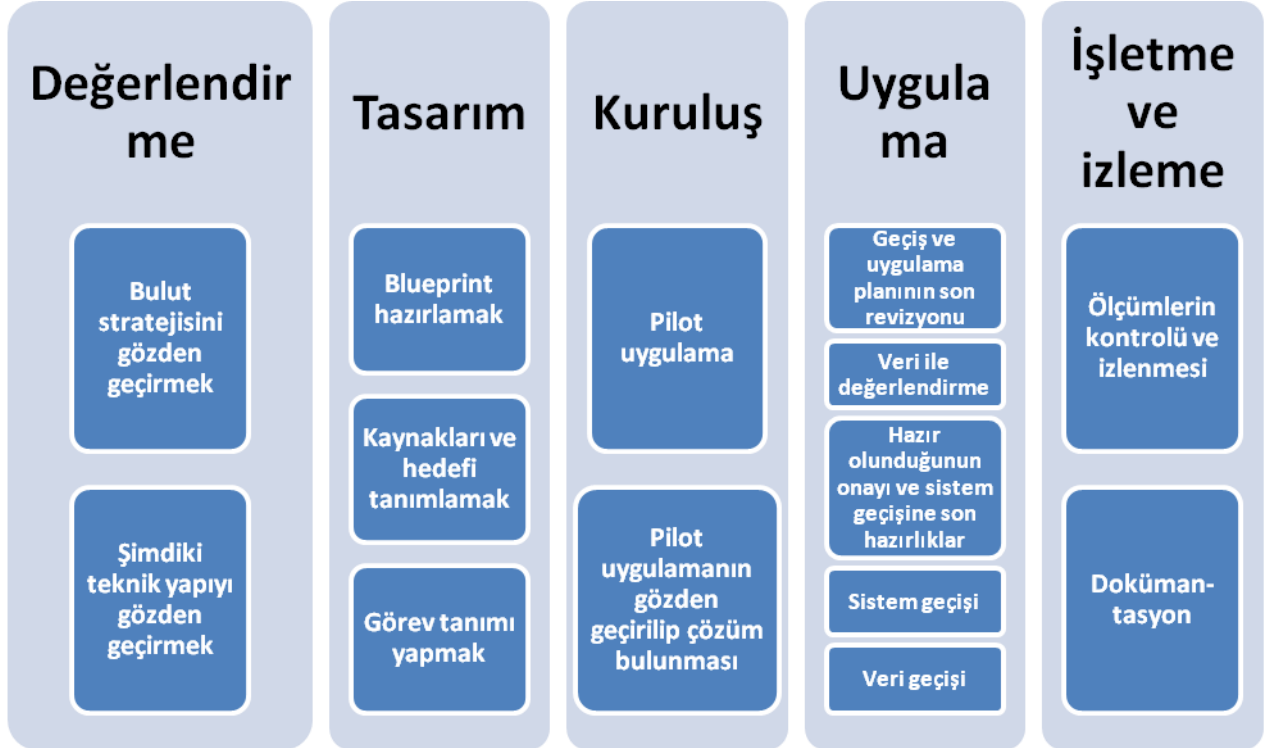 Değerlendir
me
Bulut
stratejisini
gözden
geçirmek
Şimdiki
teknik yapıyı
gözden
geçirmek
Tasarım
Blueprint
hazırlamak
Kaynakları ve
hedefi
tanımlamak
Görev tanımı
yapmak
Kuruluş
Pilot
uygulama
Pilot
uygulamanın
gözden
geçirilip çözüm
bulunması
Uygula
ma
Geçiş ve
uygulama
planının son
revizyonu
Veri ile
değerlendirme
Hazır
olunduğunun
onayı ve sistem
geçişine son
hazırlıklar
Sistem geçişi
Veri geçişi
İşletme
ve
izleme
Ölçümlerin
kontrolü ve
izlenmesi
Doküman-
tasyon